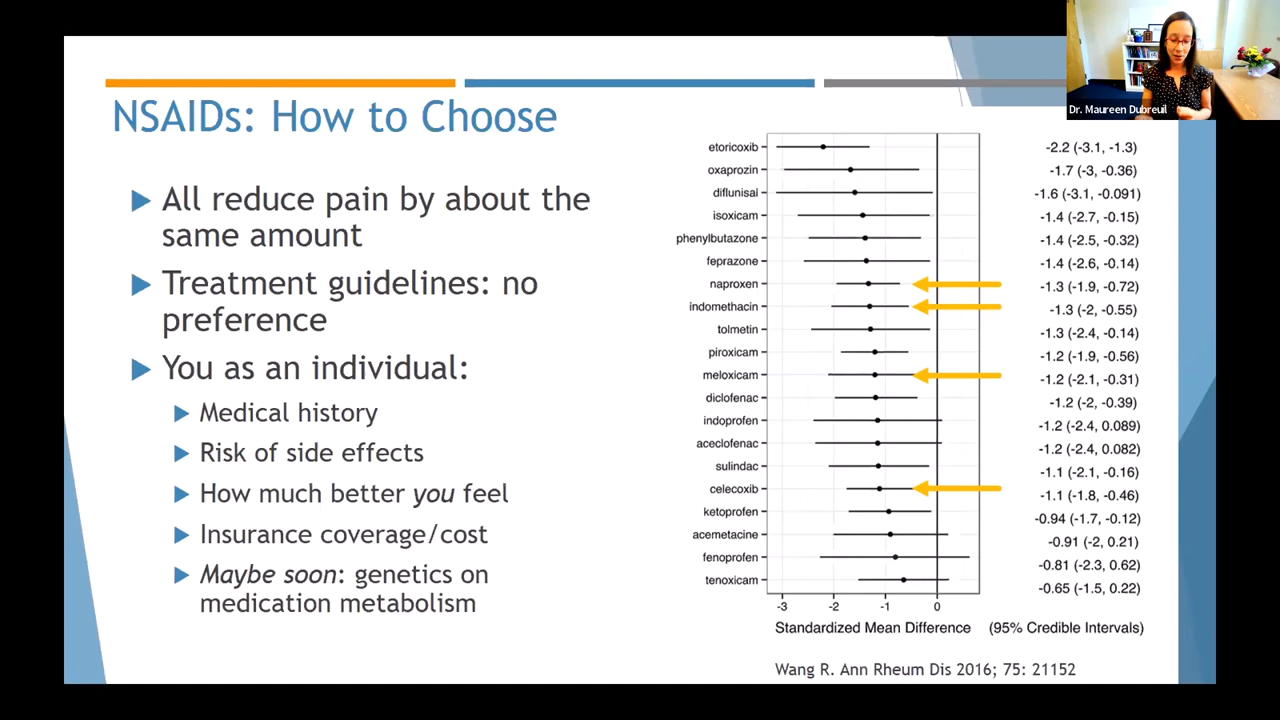 Dr. Maureen Dubreuil
NSAIDs: How to Choose
All reduce pain by about the
same amount
Treatment guidelines: no
preference
You as an individual:
Medical history
Risk of side effects
How much better you feel
Insurance coverage/cost
Maybe soon: genetics on
medication metabolism
etoricoxib -2.2 (-3.1, -1.3)
oxaprozin -1.7 (-3, -0.36)
diflunisal -1.6 (-3.1, -0.091)
isoxicam -1.4 (-2.7, -0.15)
phenylbutazone -1.4 (-2.5, -0.32)
feprazone -1.4 (-2.6, -0.14)
naproxen -1.3 (-1.9, -0.72)
indomethacin -1.3 (-2, -0.55)
tolmetin -1.3 (-2.4, -0.14)
piroxicam -1.2 (-1.9, -0.56)
meloxicam -1.2 (-2.1, -0.31)
diclofenac -1.2 (-2, -0.39)
indoprofen -1.2 (-2.4, 0.089)
aceclofenac -1.2 (-2.4, 0.082)
sulindac -1.1 (-2.1, -0.16)
celecoxib -1.1 (-1.8, -0.46)
ketoprofen -0.94 (-1.7, -0.12)
acemetacine -0.91 (-2, 0.21)
fenoprofen -0.81 (-2.3, 0.62)
tenoxicam -0.65 (-1.5, 0.22)
-3 -2 -1 0
Standardized Mean Difference (95% Credible Intervals)
Wang R. Ann Rheum Dis 2016; 75: 21152